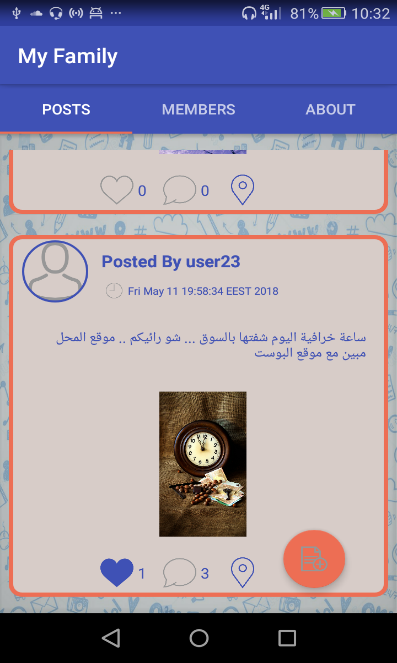 4G 81% 10:32
My Family
POSTS MEMBERS ABOUT
0 0
Posted By user23
Fri May 11 19:58:34 EEST 2018
ساعة خرافية اليوم شفتها بالسوق ... شو رائيكم .. موقع المحل
مبين مع موقع البوست
1 3